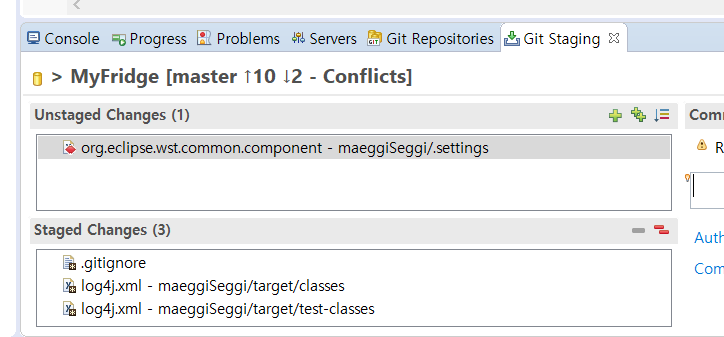 Console Progress Problems Servers Git Repositories Git Staging
> MyFridge [master ↑10 ↓2 - Conflicts]
Unstaged Changes (1)
Comm
org.eclipse.wst.common.component - maeggiSeggi/.settings
R
Staged Changes (3)
Auth
.gitignore
Com
log4j.xml - maeggiSeggi/target/classes
log4j.xml - maeggiSeggi/target/test-classes